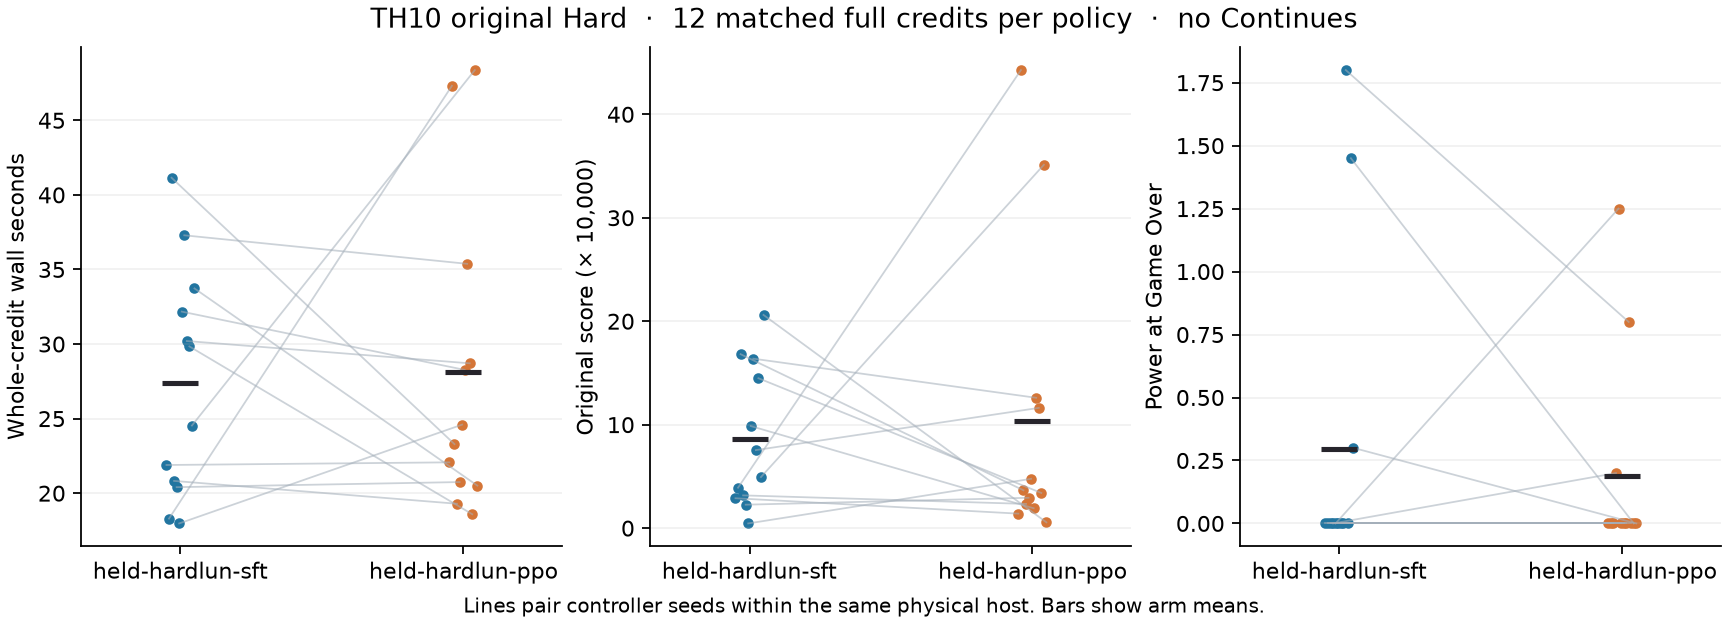 TH10 original Hard · 12 matched full credits per policy · no Continues
Whole-credit wall seconds
45
40
35
30
25
20
held-hardlun-sft
held-hardlun-ppo
Original score (× 10,000)
40
30
20
10
0
held-hardlun-sft
held-hardlun-ppo
Power at Game Over
1.75
1.50
1.25
1.00
0.75
0.50
0.25
0.00
held-hardlun-sft
held-hardlun-ppo
Lines pair controller seeds within the same physical host. Bars show arm means.